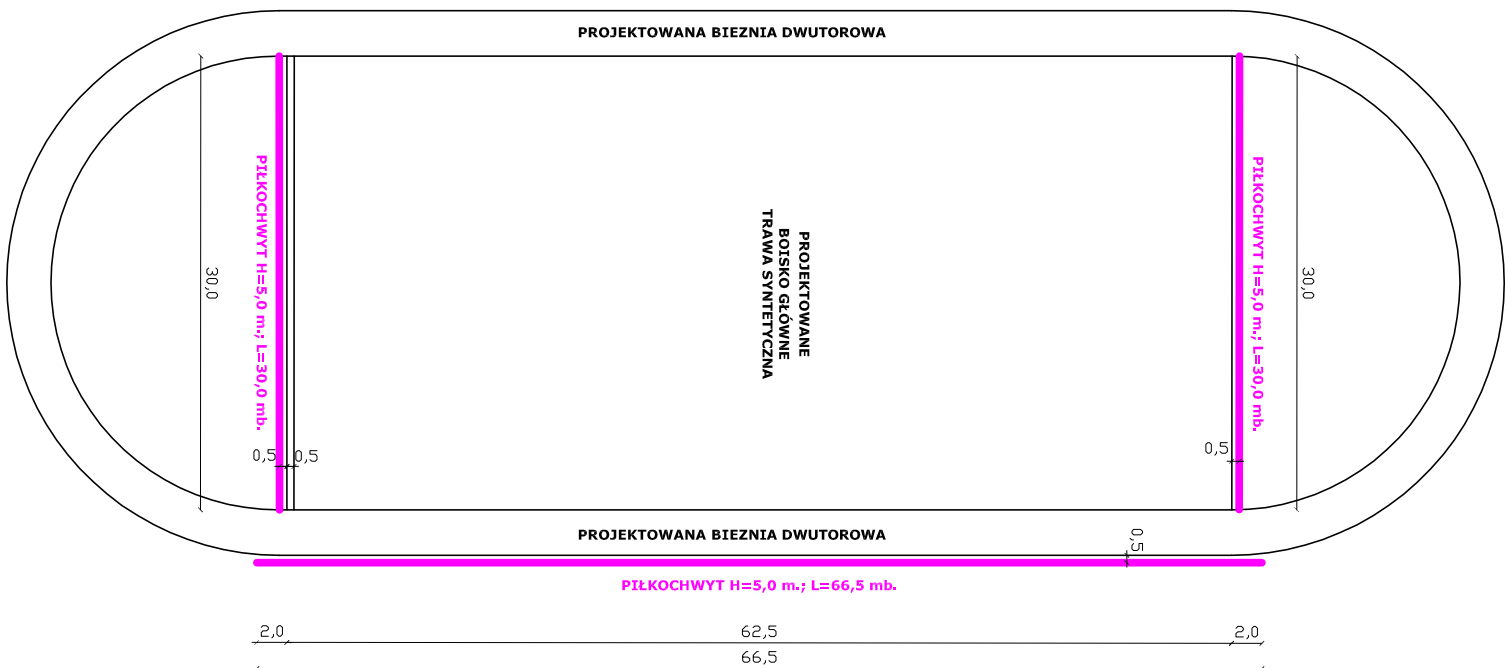 PROJEKTOWANA BIEZNIA DWUTOROWA
PIŁKOCHWYT H=5,0 m.; L=30,0 mb.
30,0
0,5
0,5
PROJEKTOWANE
BOISKO GŁÓWNE
TRAWA SYNTETYCZNA
PIŁKOCHWYT H=5,0 m.; L=30,0 mb.
30,0
0,5
PROJEKTOWANA BIEZNIA DWUTOROWA
0,5
PIŁKOCHWYT H=5,0 m.; L=66,5 mb.
2,0
62,5
2,0
66,5